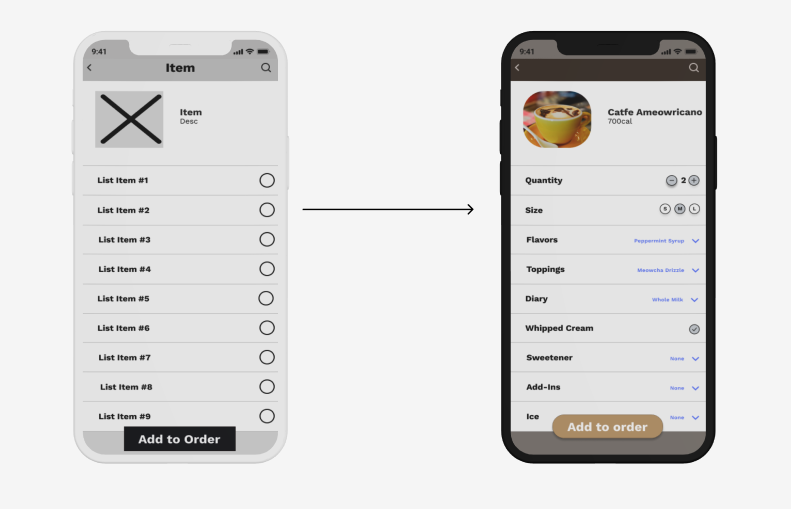 9:41
Item
Item
Desc
List Item #1
List Item #2
List Item #3
List Item #4
List Item #5
List Item #6
List Item #7
List Item #8
List Item #9
Add to Order
9:41
Catfe Ameowricano
700cal
Quantity
2
Size
S M L
Flavors
Peppermint Syrup
Toppings
Meowcha Drizzle
Diary
Whole Milk
Whipped Cream
Sweetener
None
Add-Ins
None
Ice
None
Add to order